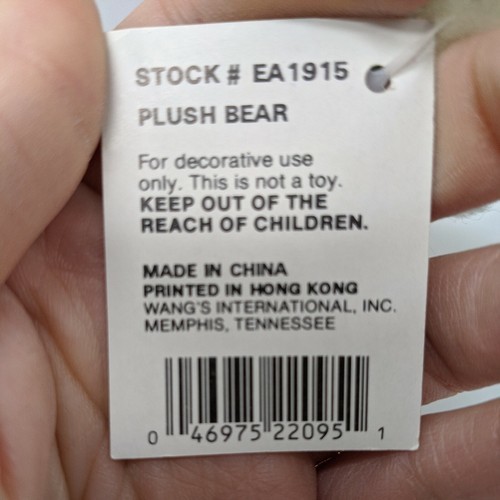 STOCK # EA1915
PLUSH BEAR
For decorative use
only. This is not a toy.
KEEP OUT OF THE
REACH OF CHILDREN.
MADE IN CHINA
PRINTED IN HONG KONG
WANG'S INTERNATIONAL, INC.
MEMPHIS, TENNESSEE
0 46975 22095 1